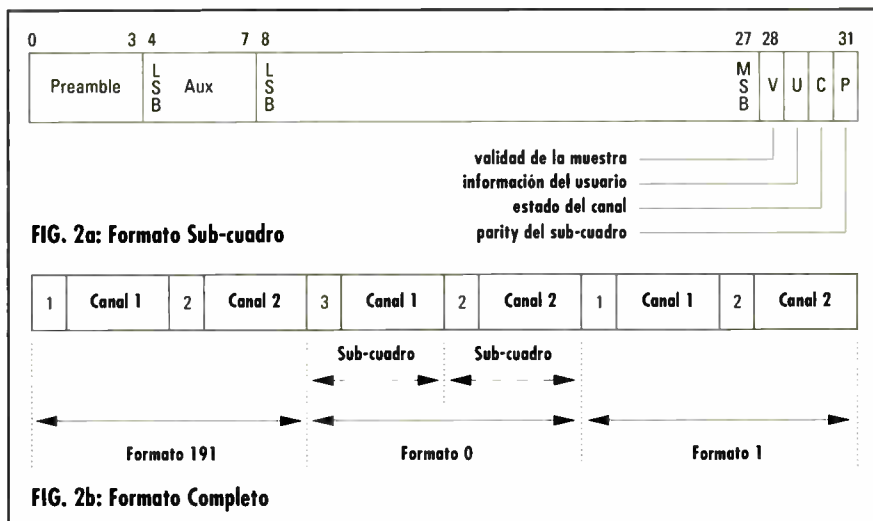 0 3 4 7 8 27 28 31
Preamble LSB Aux LSB MSB V U C P
validad de la muestra
información del usuario
estado del canal
parity del sub-cuadro
FIG. 2a: Formato Sub-cuadro
1 Canal 1 2 Canal 2 3 Canal 1 2 Canal 2 1 Canal 1 2 Canal 2
Sub-cuadro Sub-cuadro
Formato 191 Formato 0 Formato 1
FIG. 2b: Formato Completo